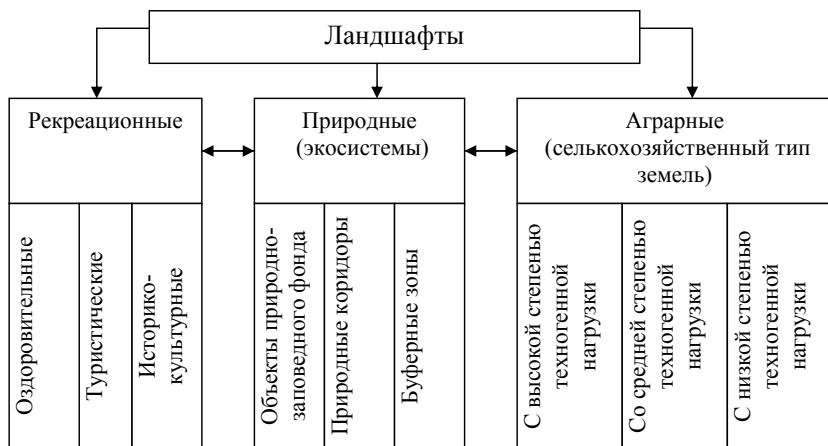 Ландшафты
Рекреационные
Природные
(экосистемы)
Аграрные
(селькохозяйственный тип
земель)
Оздоровительные
Туристические
Историко-
культурные
Объекты природно-
заповедного фонда
Природные коридоры
Буферные зоны
С высокой степенью
техногенной
нагрузки
Со средней степенью
техногенной
нагрузки
С низкой степенью
техногенной
нагрузки